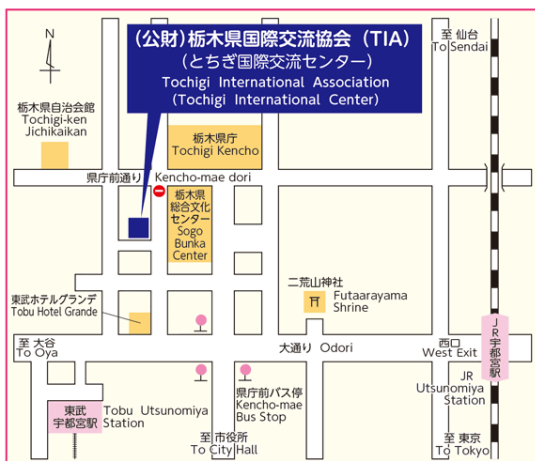 N
(公財)栃木県国際交流協会(TIA)
(とちぎ国際交流センター)
Tochigi International Association
(Tochigi International Center)
至 仙台
To Sendai
栃木県自治会館
Tochigi-ken
Jichikaikan
栃木県庁
Tochigi Kencho
県庁前通り Kencho-mae dori
栃木県
総合文化
センター
Sogo
Bunka
Center
二荒山神社
Futaarayama
Shrine
東武ホテルグランデ
Tobu Hotel Grande
至 大谷
To Oya
大通り Odori
西口
West Exit
JR宇都宮駅
JR
Utsunomiya
Station
県庁前バス停
Kencho-mae
Bus Stop
東武
宇都宮駅
Tobu Utsunomiya
Station
至 市役所
To City Hall
至 東京
To Tokyo